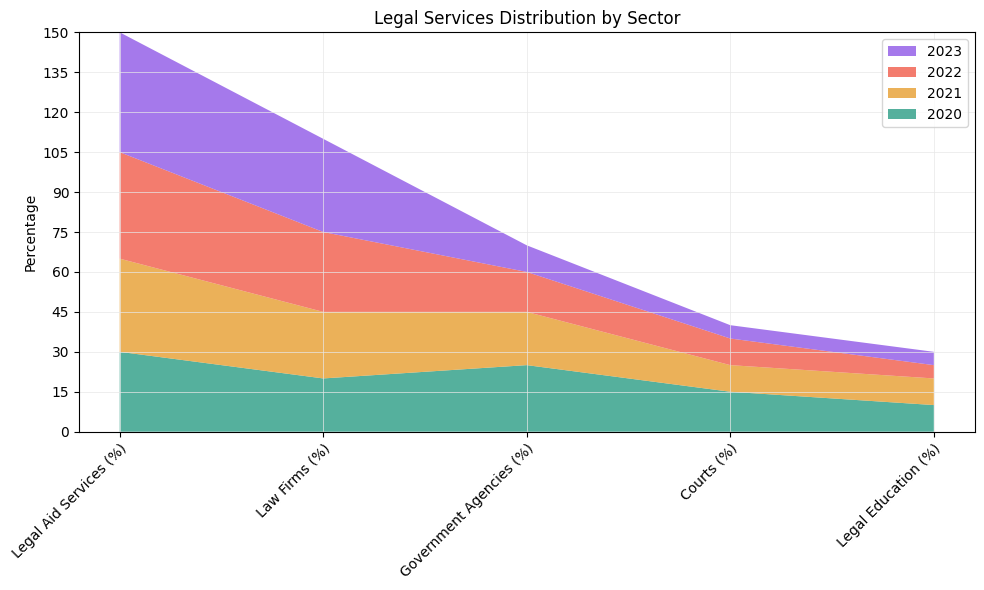 Legal Services Distribution by Sector
2023
2022
2021
2020
Percentage
150
135
120
105
90
75
60
45
30
15
0
Legal Aid Services (%)
Law Firms (%)
Government Agencies (%)
Courts (%)
Legal Education (%)